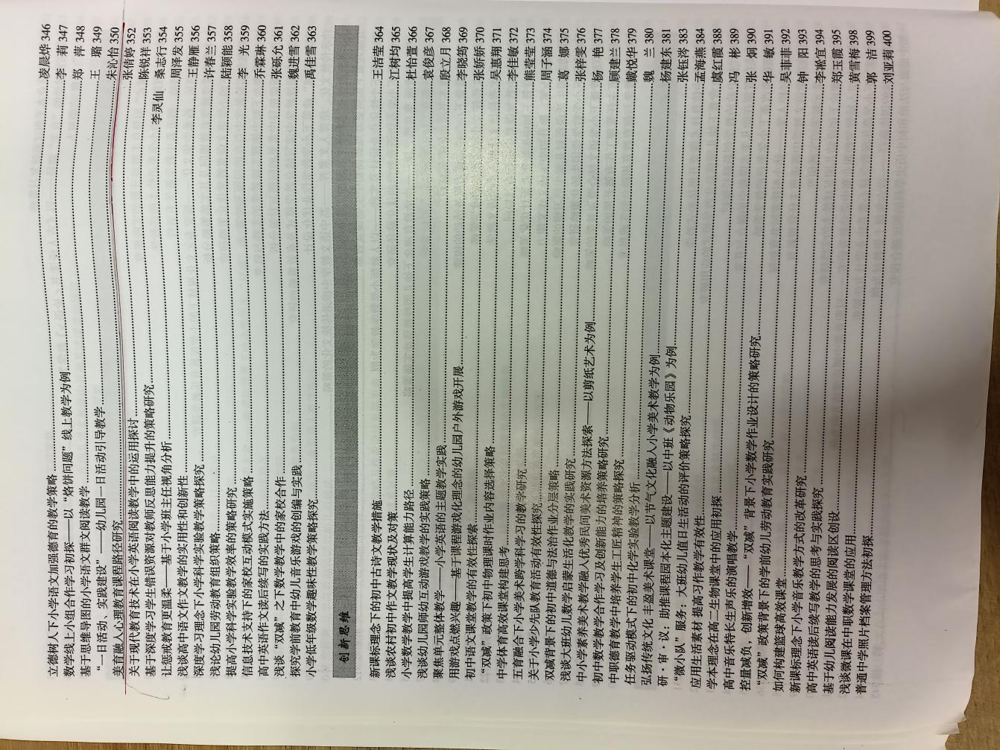 立德树人下小学语文加强德育的教学策略 凌晨烨 346
数学线上小组合作学习初探——以“烙饼问题”线上教学为例 李 莉 347
基于思维导图的小学语文群文阅读教学 郑 萍 348
“一日活动、实践建设”——幼儿园一日活动引导教学 王 璐 349
美育融入心理教育课程路径研究 朱沁怡 350
关于现代教育技术在小学英语阅读教学中的运用探讨 张倩婷 352
基于深度学习学生错误资源对教师反思能力提升的策略研究 陈锐祥 353
让惩戒教育更温柔——基于小学班主任视角分析 李灵仙 桑志行 354
浅谈高中语文作文教学的实用性和创新性 周泽发 355
深度学习理念下小学科学实验教学策略探究 王静雁 356
浅论幼儿园劳动教育组织策略 许春兰 357
提高小学科学实验教学效率的策略研究 陆颖能 358
信息技术支持下的家校互动模式实施策略 李 光 359
高中英语作文读后续写的实践方法 乔霖琳 360
浅谈“双减”之下数学教学中的家校合作 张砾允 361
探究学前教育中幼儿音乐游戏的创编与实践 魏进雪 362
小学低年级数学趣味性教学策略探究 禹佳雪 363
创新思维
新课标理念下的初中古诗文教学措施 王洁莹 364
浅谈农村初中作文教学现状及对策 江树均 365
小学数学教学中提高学生计算能力路径 杜怡萱 366
浅谈幼儿园师幼互动游戏教学的实践策略 袁俊彦 367
聚焦单元整体教学——小学英语的主题教学实践 殷立月 368
用游戏点燃兴趣——基于课程游戏化理念的幼儿园户外游戏开展 李晓筠 369
初中语文课堂教学的有效性探索 张娇娇 370
“双减”政策下初中物理课时作业内容选择策略 吴惠翔 371
中学体育高效课堂构建思考 李佳敏 372
五育融合下小学美术跨学科学习的教学研究 熊莹莹 373
关于小学少先队教育活动有效性探究 周子涵 374
双减背景下的初中道德与法治作业分层策略 葛 娜 375
浅谈大班幼儿数学启蒙生活化教学的实践研究 张梓雯 376
中小学素养美术教学融入优秀民间美术资源方法探索——以剪纸艺术为例 杨 艳 377
初中数学教学合作学习及创新能力的培养策略研究 顾建兰 378
中职德育教学中培养学生工匠精神的策略探究 戴悦华 379
任务驱动模式下的初中化学实验教学分析 魏 兰 380
弘扬传统文化 丰盈美术课堂——以节气文化融入小学美术教学为例 杨建东 381
研·审·议：助推课程园本化主题建设——以中班《动物乐园》为例 张钰涔 383
“微小队”服务：大班幼儿值日生活动的评价策略探究 孟海燕 384
应用生活素材 提高习作教学有效性 虞红霞 388
学本理念在高二生物课堂中的应用初探 冯 彬 389
高中音乐特长生声乐的演唱教学 张 炯 390
控量减负，创新增效——“双减”背景下小学数学作业设计的策略研究 华 敏 391
“双减”政策背景下的学前幼儿劳动教育实践研究 吴菲菲 392
如何构建篮球高效课堂 钟 阳 393
新课标理念下小学音乐教学方式的改革研究 李淞宜 394
高中英语读后续写教学的思考与实践探究 郑玉霞 395
基于幼儿阅读能力发展的阅读区创设 黄雪梅 398
浅谈微课在中职数学课堂的应用 郭 洁 399
普通中学照片档案管理方法初探 刘亚莉 400